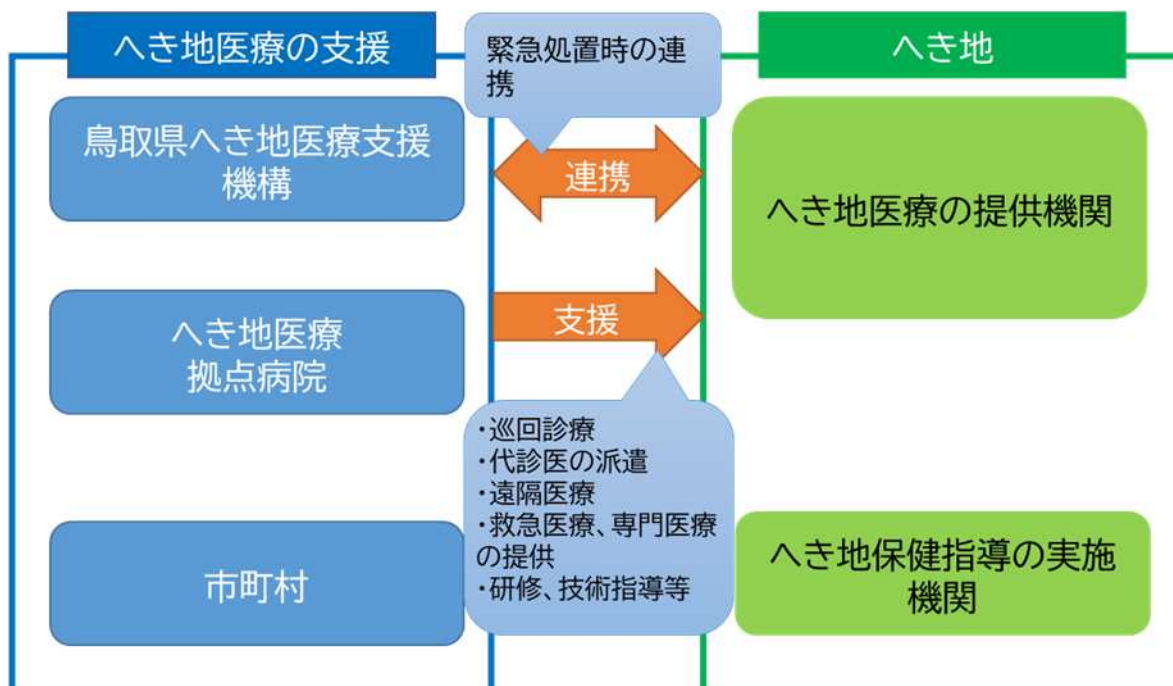 へき地医療の支援
緊急処置時の連
携
へき地
鳥取県へき地医療支援
機構
連携
へき地医療の提供機関
へき地医療
拠点病院
支援
・巡回診療
・代診医の派遣
・遠隔医療
・救急医療、専門医療
の提供
・研修、技術指導等
市町村
へき地保健指導の実施
機関